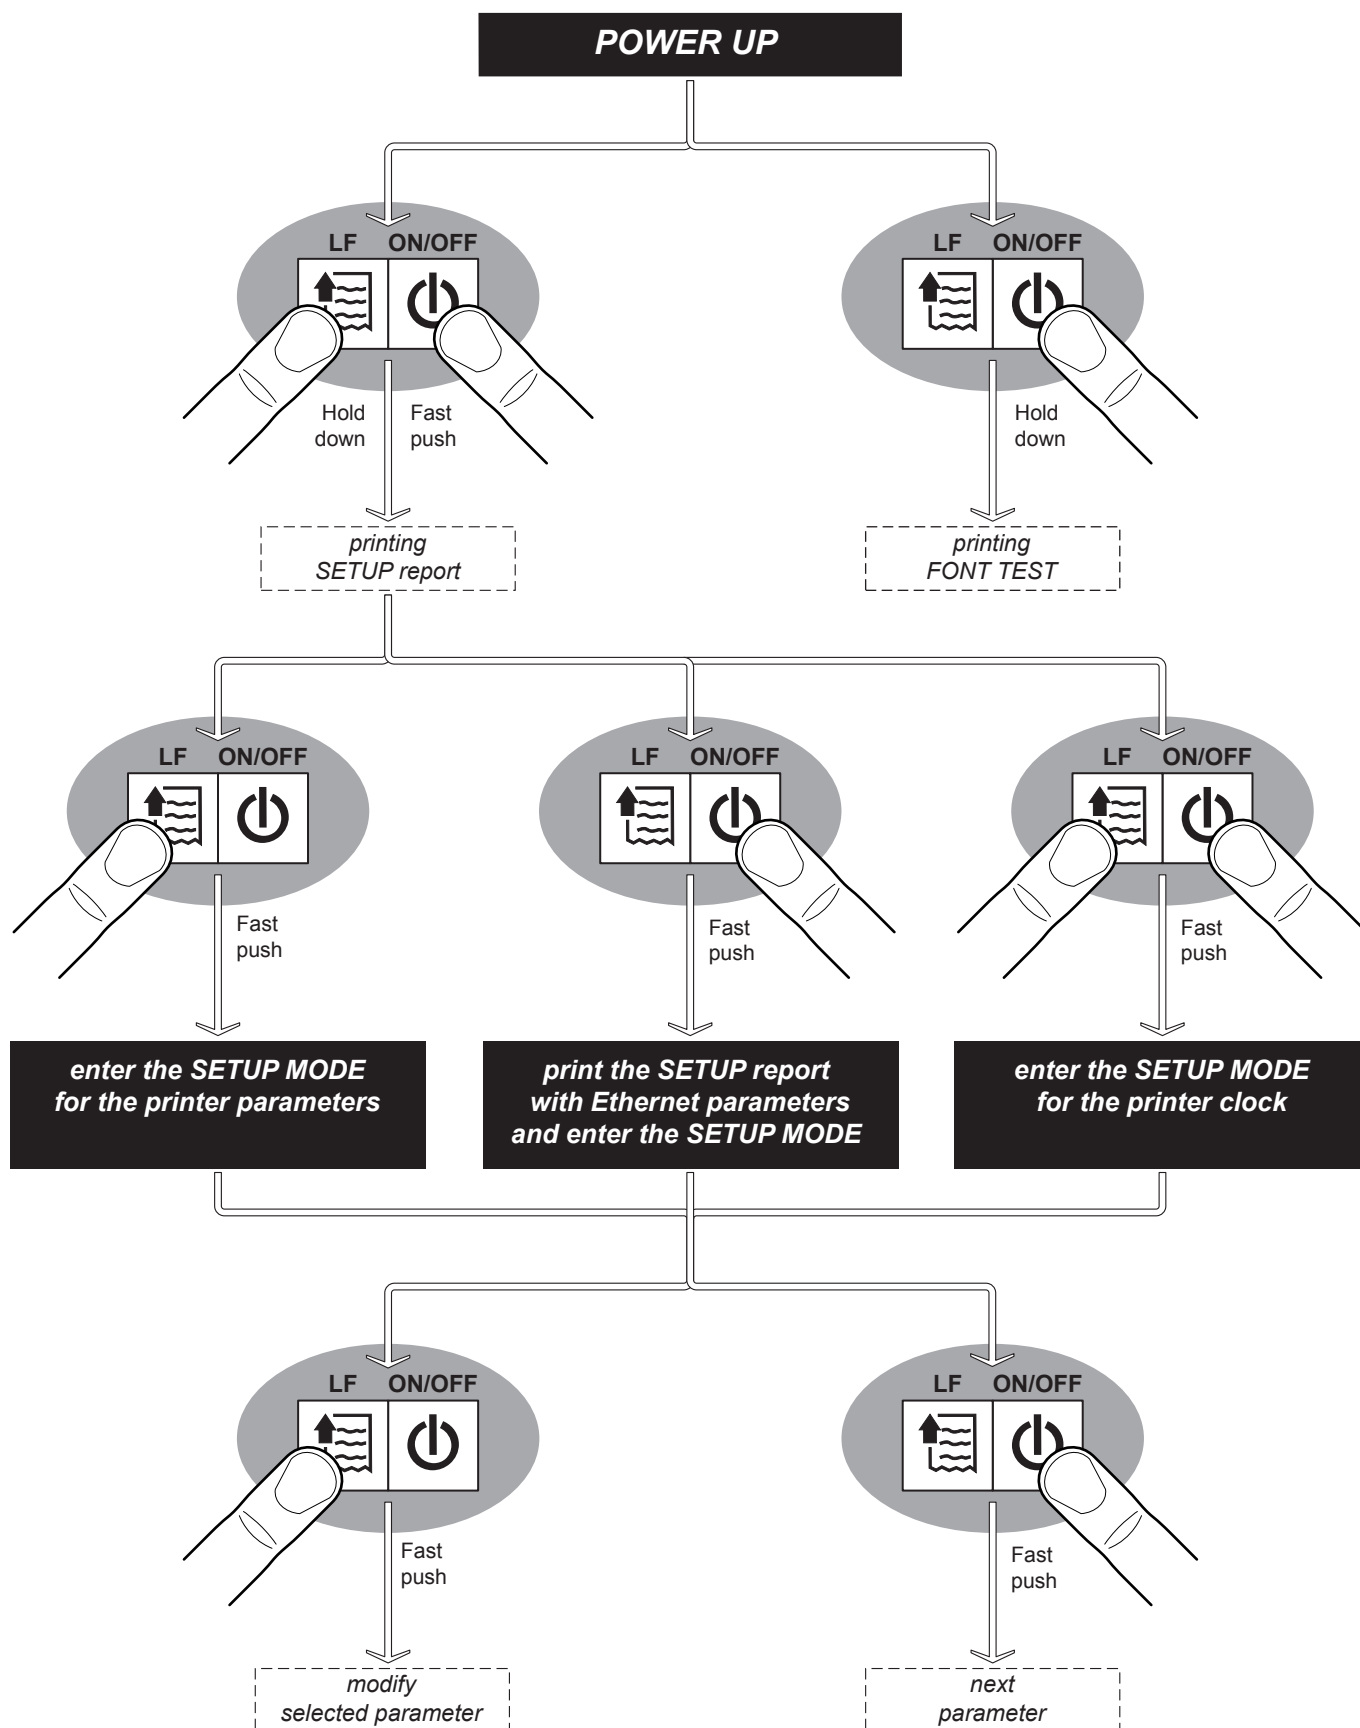 POWER UP
LF ON/OFF
LF ON/OFF
Hold
down
Fast
push
Hold
down
printing
SETUP report
printing
FONT TEST
LF ON/OFF
LF ON/OFF
LF ON/OFF
Fast
push
Fast
push
Fast
push
enter the SETUP MODE
for the printer parameters
print the SETUP report
with Ethernet parameters
and enter the SETUP MODE
enter the SETUP MODE
for the printer clock
LF ON/OFF
LF ON/OFF
Fast
push
Fast
push
modify
selected parameter
next
parameter